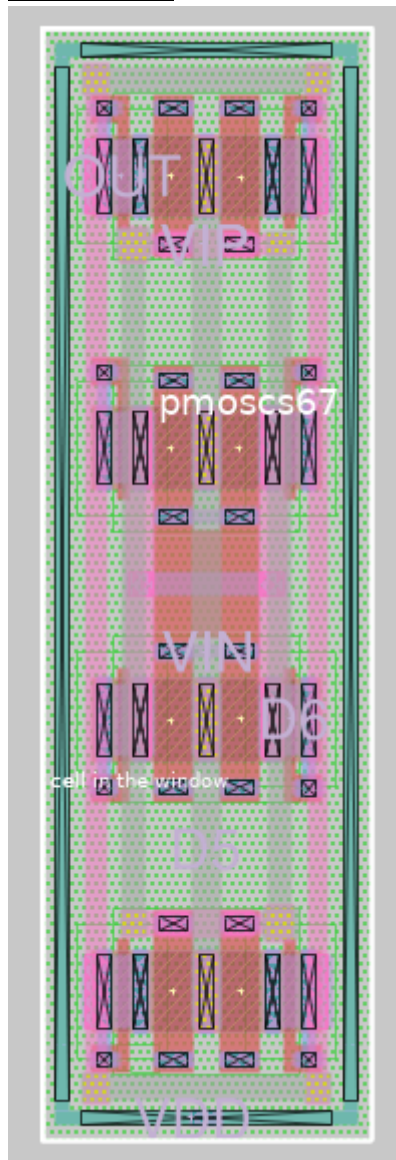 OUT
VIP
pmoscs67
VIN
D6
cell in the window
D5
VDD